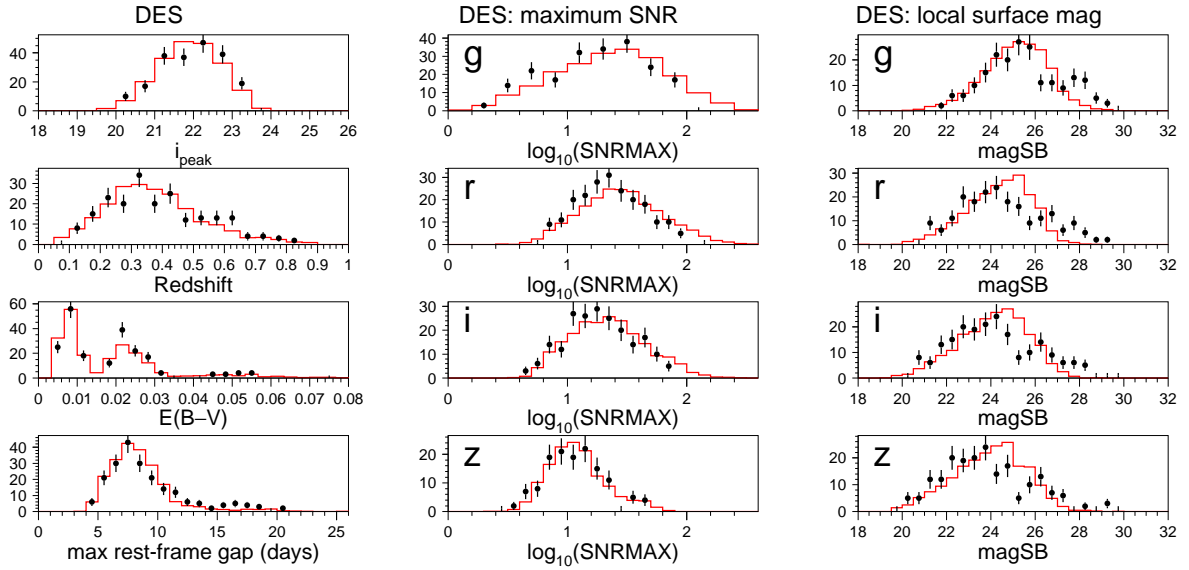 DES
DES: maximum SNR
DES: local surface mag
50
40
30
20
10
0
18 19 20 21 22 23 24 25 26
i_peak
g
40
30
20
10
0
0 1 2
log10(SNRMAX)
g
20
10
0
18 20 22 24 26 28 30 32
magSB
30
20
10
0
0 0.1 0.2 0.3 0.4 0.5 0.6 0.7 0.8 0.9 1
Redshift
r
30
20
10
0
0 1 2
log10(SNRMAX)
r
30
20
10
0
18 20 22 24 26 28 30 32
magSB
60
40
20
0
0 0.01 0.02 0.03 0.04 0.05 0.06 0.07 0.08
E(B−V)
i
30
20
10
0
0 1 2
log10(SNRMAX)
i
20
10
0
18 20 22 24 26 28 30 32
magSB
40
30
20
10
0
0 5 10 15 20 25
max rest-frame gap (days)
z
20
10
0
0 1 2
log10(SNRMAX)
z
20
10
0
18 20 22 24 26 28 30 32
magSB